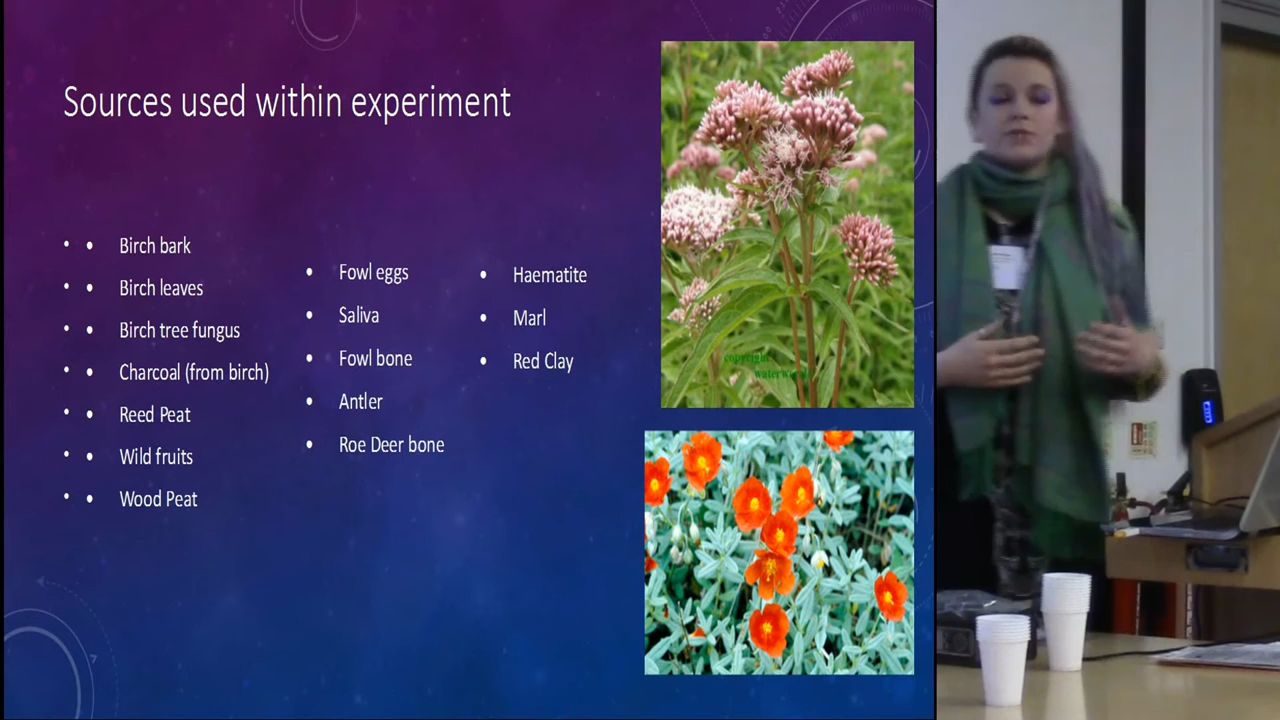 Sources used within experiment
• • Birch bark
• • Birch leaves
• • Birch tree fungus
• • Charcoal (from birch)
• • Reed Peat
• • Wild fruits
• • Wood Peat
• Fowl eggs
• Saliva
• Fowl bone
• Antler
• Roe Deer bone
• Haematite
• Marl
• Red Clay
copyright